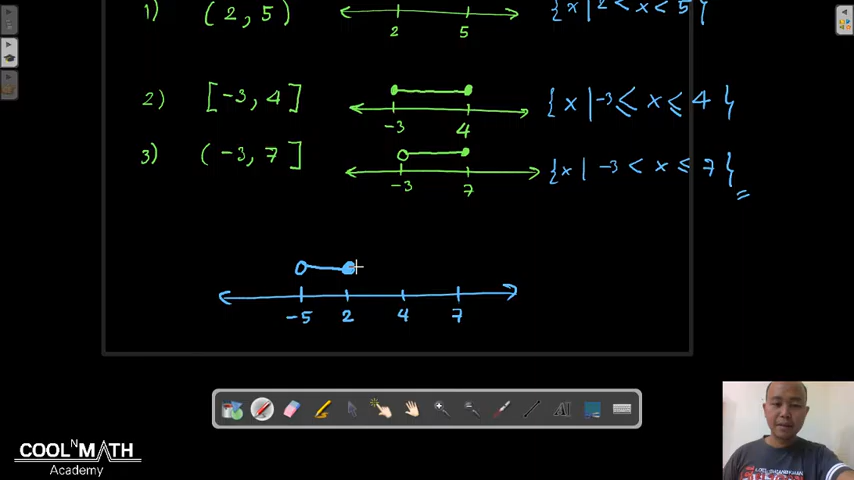 1) (2, 5) 2 5 {x | 2 < x < 5}
2) [-3, 4] -3 4 {x | -3 ≤ x ≤ 4}
3) (-3, 7] -3 7 {x | -3 < x ≤ 7}
-5 2 4 7
COOL N MATH
Academy